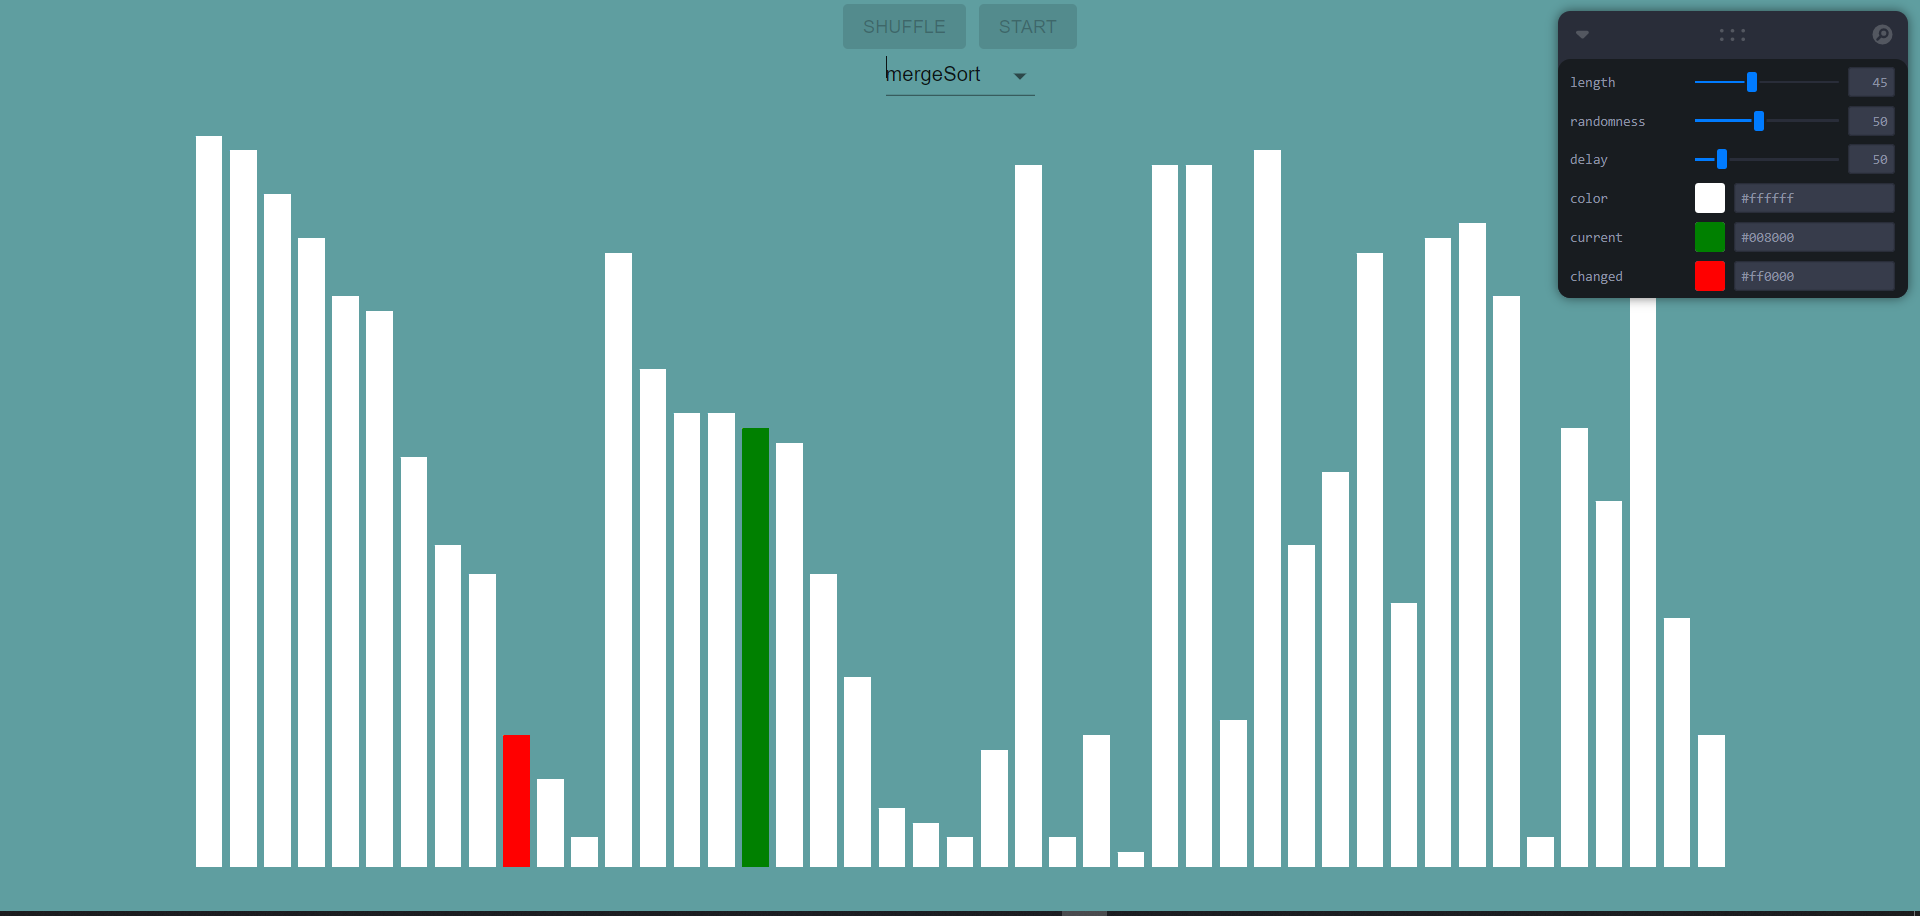 SHUFFLE START
mergeSort
length 45
randomness 50
delay 50
color #ffffff
current #008000
changed #ff0000